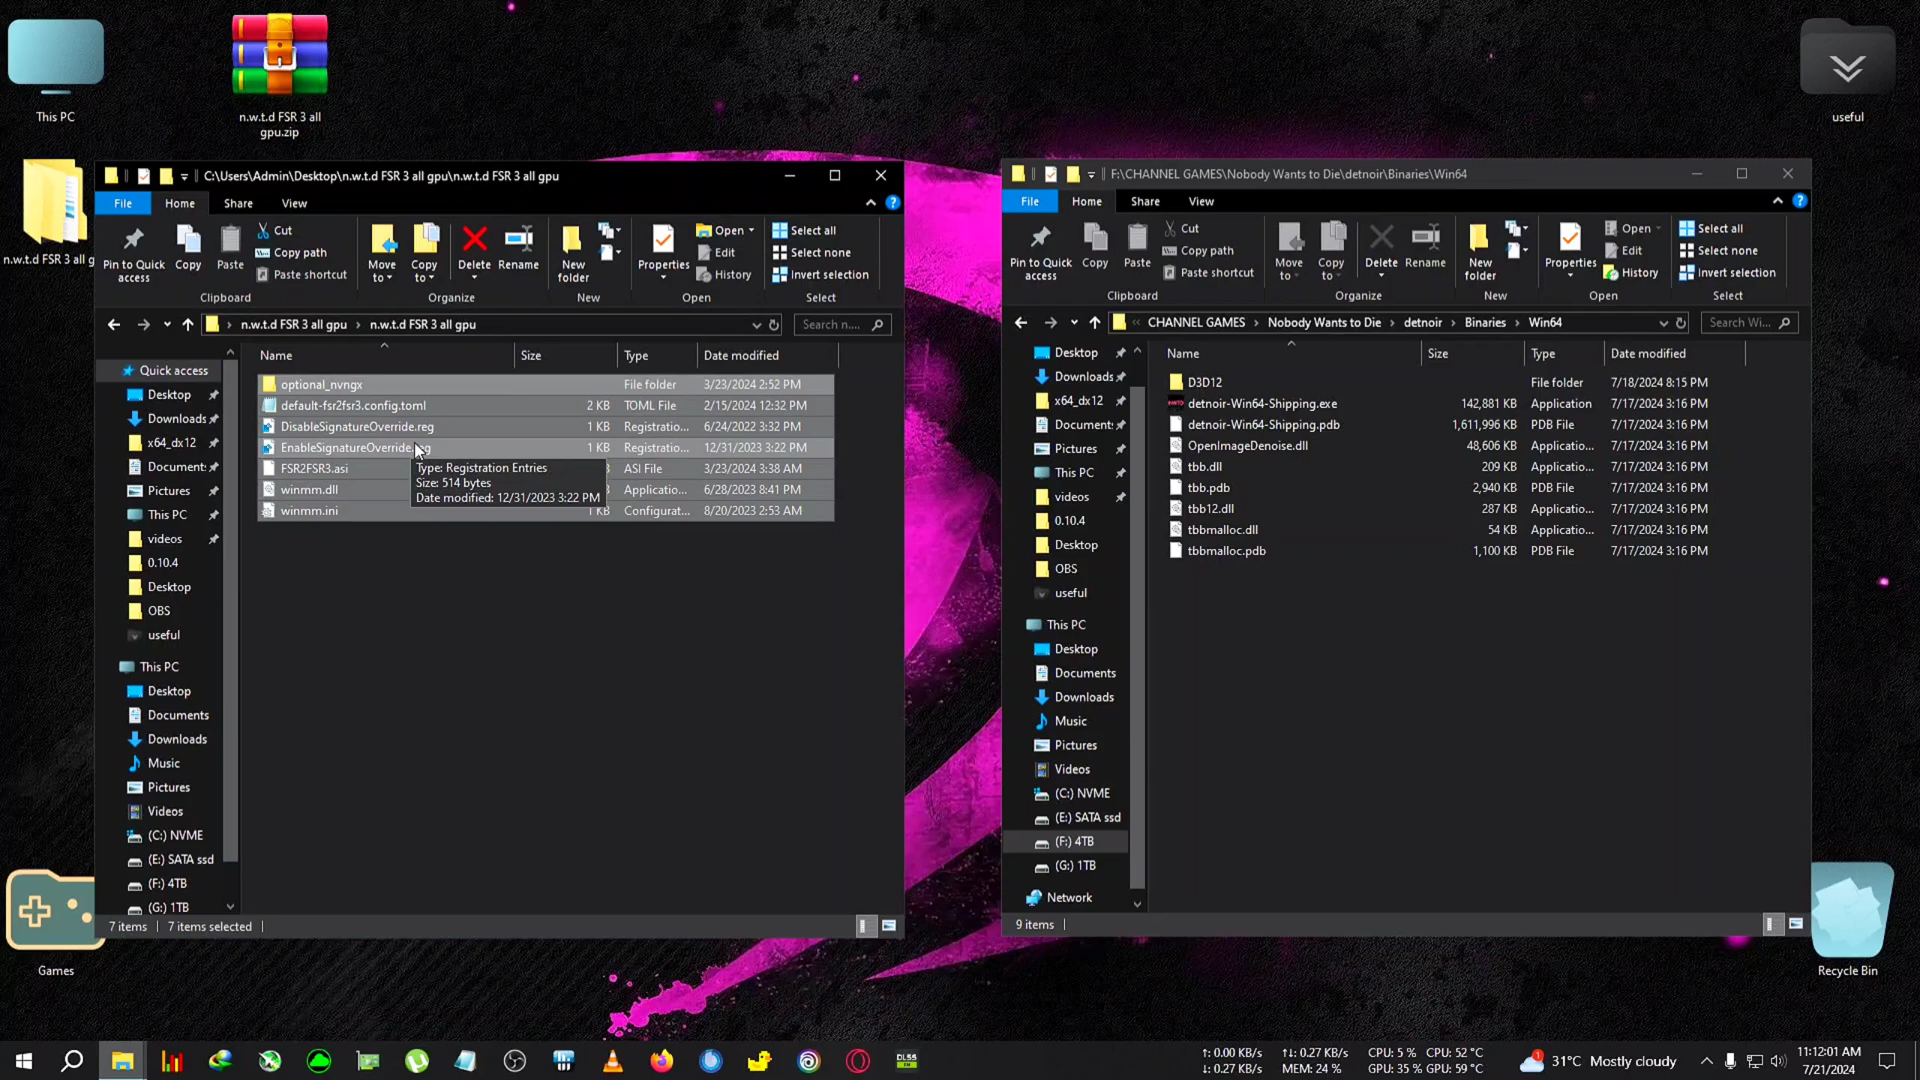 This PC
n.w.t.d FSR 3 all
gpu.zip
useful
n.w.t.d FSR 3 all g
Games
Recycle Bin
C:\Users\Admin\Desktop\n.w.t.d FSR 3 all gpu\n.w.t.d FSR 3 all gpu
File Home Share View
Pin to Quick
access
Copy
Paste
Cut
Copy path
Paste shortcut
Move
to
Copy
to
Delete
Rename
New
folder
Properties
Open
Edit
History
Select all
Select none
Invert selection
Clipboard Organize New Open Select
n.w.t.d FSR 3 all gpu > n.w.t.d FSR 3 all gpu
Search n....
Name Size Type Date modified
optional_nvngx File folder 3/23/2024 2:52 PM
default-fsr2fsr3.config.toml 2 KB TOML File 2/15/2024 12:32 PM
DisableSignatureOverride.reg 1 KB Registratio... 6/24/2022 3:32 PM
EnableSignatureOverride.reg 1 KB Registratio... 12/31/2023 3:22 PM
FSR2FSR3.asi ASI File 3/23/2024 3:38 AM
winmm.dll Applicatio... 6/28/2023 8:41 PM
winmm.ini 1 KB Configurat... 8/20/2023 2:53 AM
Type: Registration Entries
Size: 514 bytes
Date modified: 12/31/2023 3:22 PM
Quick access
Desktop
Downloads
x64_dx12
Document:
Pictures
This PC
videos
0.10.4
Desktop
OBS
useful
This PC
Desktop
Documents
Downloads
Music
Pictures
Videos
(C:) NVME
(E:) SATA ssd
(F:) 4TB
(G:) 1TB
7 items 7 items selected
F:\CHANNEL GAMES\Nobody Wants to Die\detnoir\Binaries\Win64
File Home Share View
Pin to Quick
access
Copy
Paste
Cut
Copy path
Paste shortcut
Move
to
Copy
to
Delete
Rename
New
folder
Properties
Open
Edit
History
Select all
Select none
Invert selection
Clipboard Organize New Open Select
« CHANNEL GAMES > Nobody Wants to Die > detnoir > Binaries > Win64
Search Wi...
Name Size Type Date modified
D3D12 File folder 7/18/2024 8:15 PM
detnoir-Win64-Shipping.exe 142,881 KB Application 7/17/2024 3:16 PM
detnoir-Win64-Shipping.pdb 1,611,996 KB PDB File 7/17/2024 3:16 PM
OpenImageDenoise.dll 48,606 KB Applicatio... 7/17/2024 3:16 PM
tbb.dll 209 KB Applicatio... 7/17/2024 3:16 PM
tbb.pdb 2,940 KB PDB File 7/17/2024 3:16 PM
tbb12.dll 287 KB Applicatio... 7/17/2024 3:16 PM
tbbmalloc.dll 54 KB Applicatio... 7/17/2024 3:16 PM
tbbmalloc.pdb 1,100 KB PDB File 7/17/2024 3:16 PM
Desktop
Downloads
x64_dx12
Document:
Pictures
This PC
videos
0.10.4
Desktop
OBS
useful
This PC
Desktop
Documents
Downloads
Music
Pictures
Videos
(C:) NVME
(E:) SATA ssd
(F:) 4TB
(G:) 1TB
Network
9 items
DLSS
↑: 0.00 KB/s ↑↓: 0.27 KB/s CPU: 5 % CPU: 52 °C
↓: 0.27 KB/s MEM: 24 % GPU: 35 % GPU: 59 °C
1
31°C Mostly cloudy
11:12:01 AM
7/21/2024